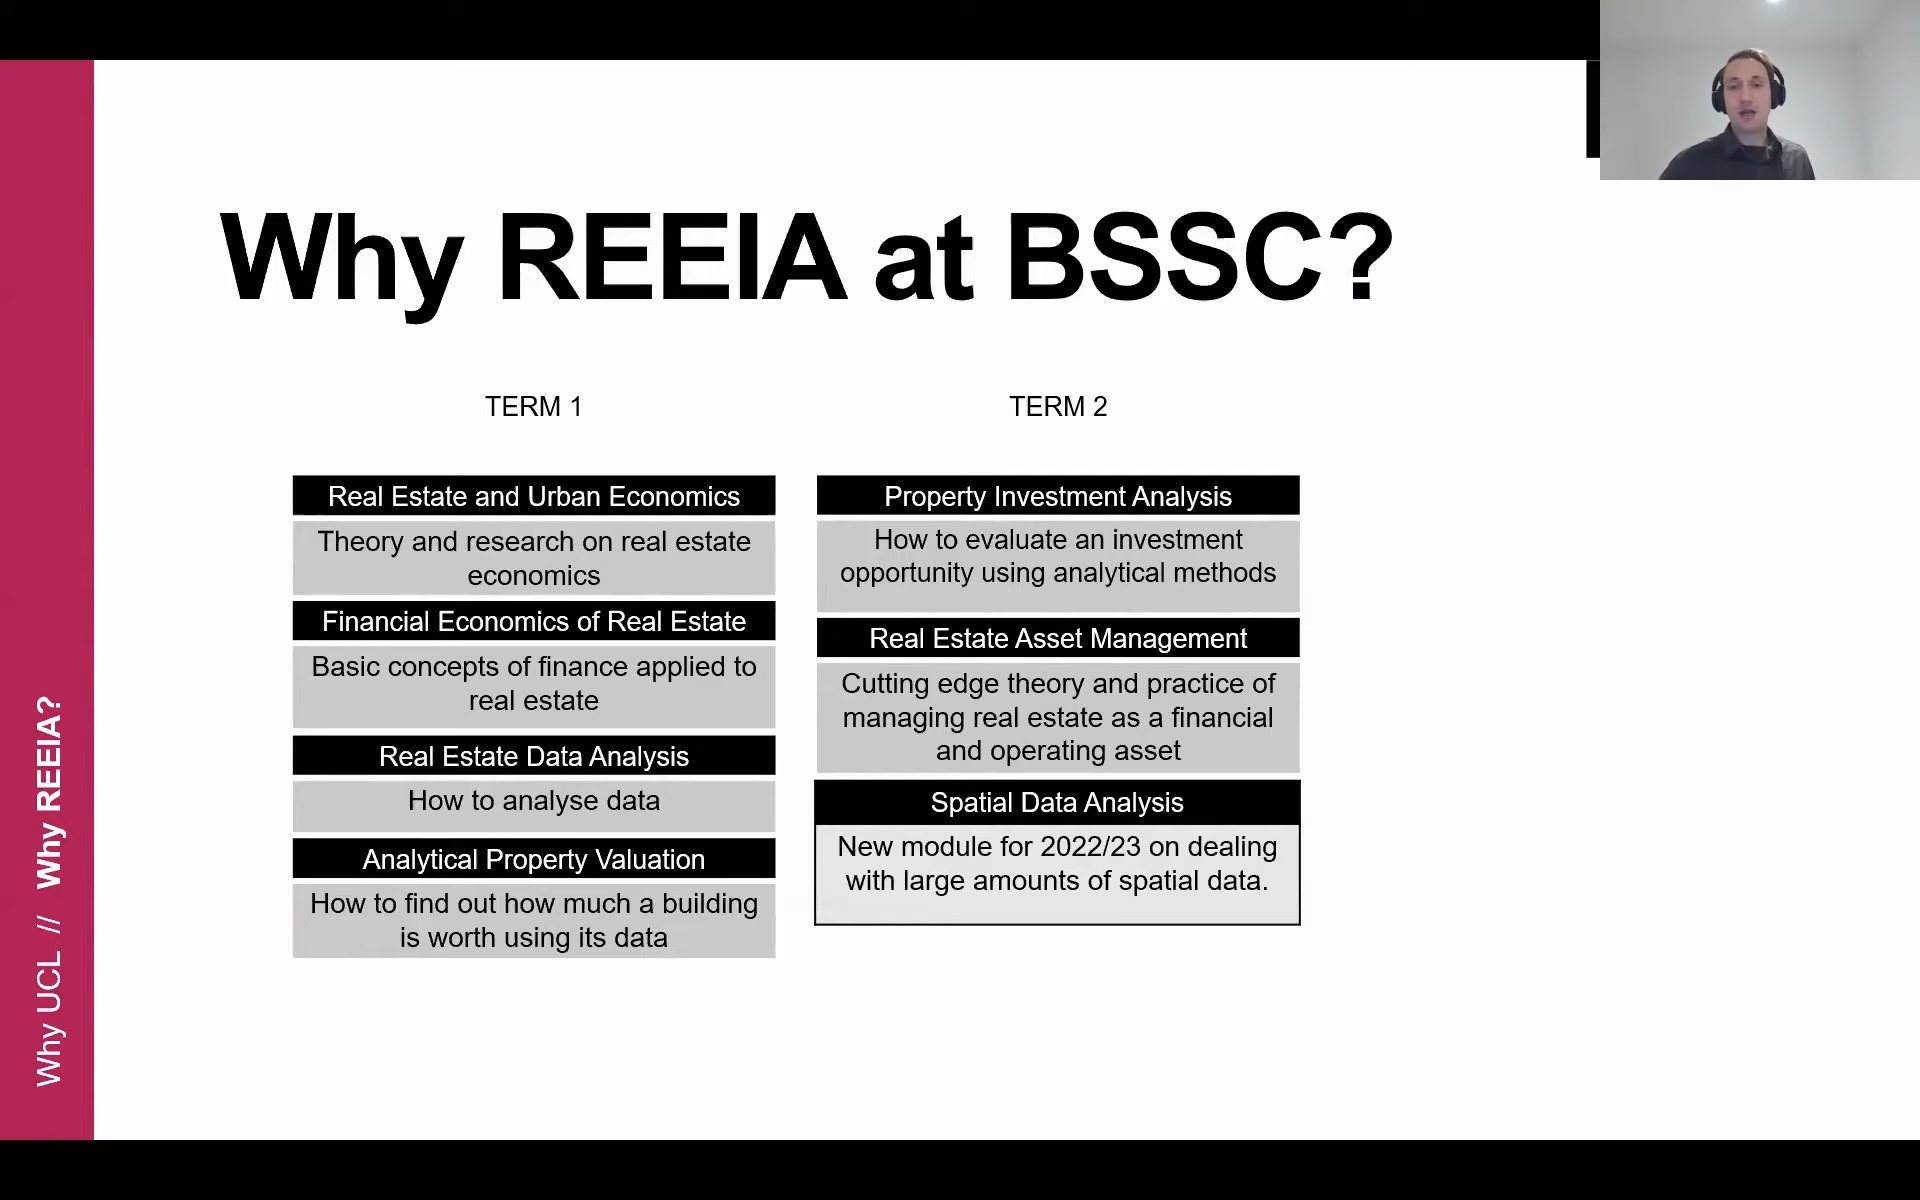 Why REEIA at BSSC?
TERM 1
Real Estate and Urban Economics
Theory and research on real estate
economics
Financial Economics of Real Estate
Basic concepts of finance applied to
real estate
Real Estate Data Analysis
How to analyse data
Analytical Property Valuation
How to find out how much a building
is worth using its data
TERM 2
Property Investment Analysis
How to evaluate an investment
opportunity using analytical methods
Real Estate Asset Management
Cutting edge theory and practice of
managing real estate as a financial
and operating asset
Spatial Data Analysis
New module for 2022/23 on dealing
with large amounts of spatial data.
Why UCL // Why REEIA?